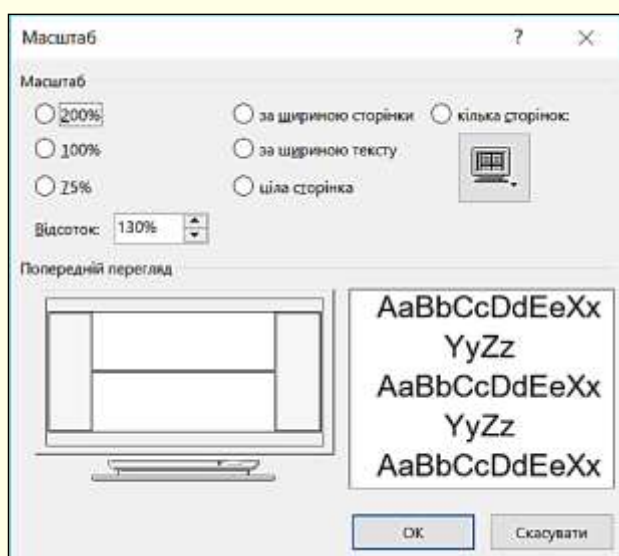 Масштаб ? ×
Масштаб
200% за шириною сторінки кілька сторінок:
100% за шириною тексту
75% ціла сторінка
Відсоток: 130%
Попередній перегляд
AaBbCcDdEeXx
YyZz
AaBbCcDdEeXx
YyZz
AaBbCcDdEeXx
ОК Скасувати